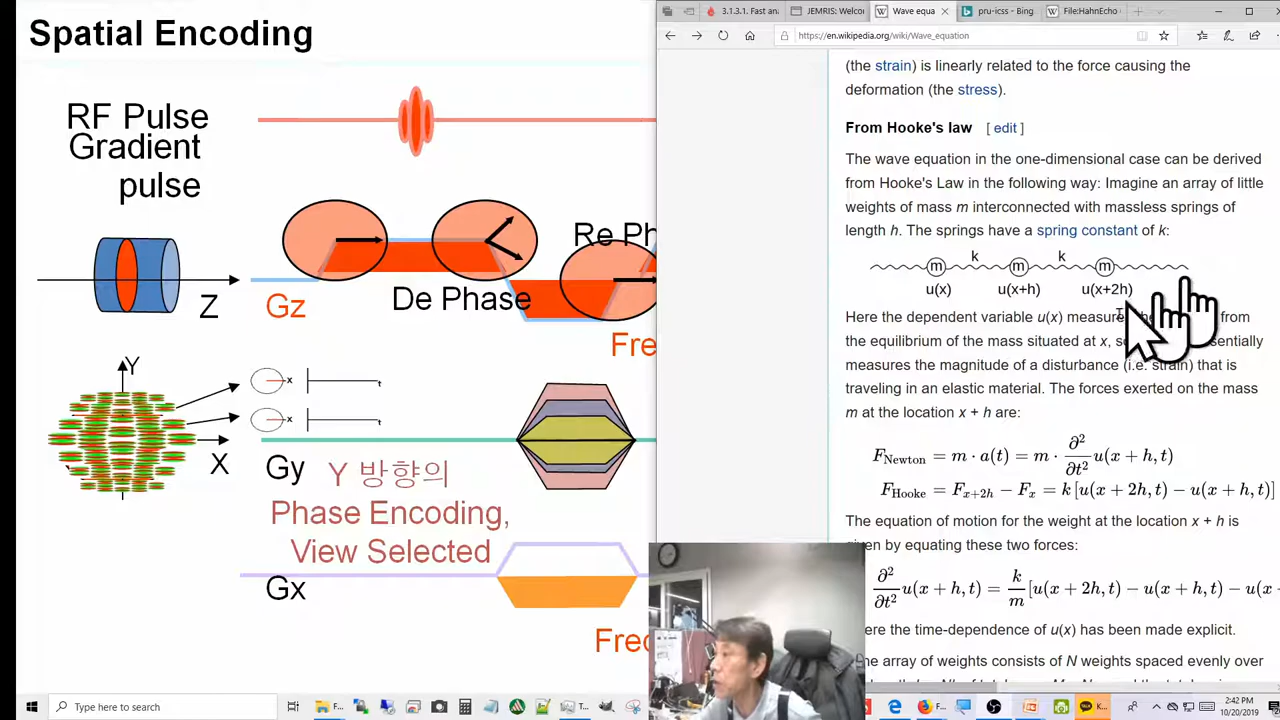 Spatial Encoding
RF Pulse
Gradient
pulse
Re Ph
De Phase
Z
Gz
Fre
Y
x
t
x
t
X
Gy
Y 방향의
Phase Encoding,
View Selected
Gx
Fred
3.1.3.1. Fast an
JEMRIS: Welco
Wave equa
pru-icss - Bing
File:HahnEcho
https://en.wikipedia.org/wiki/Wave_equation
(the strain) is linearly related to the force causing the
deformation (the stress).
From Hooke's law [ edit ]
The wave equation in the one-dimensional case can be derived
from Hooke's Law in the following way: Imagine an array of little
weights of mass m interconnected with massless springs of
length h. The springs have a spring constant of k:
k k
m m m
u(x) u(x+h) u(x+2h)
Here the dependent variable u(x) measure from
the equilibrium of the mass situated at x, sentially
measures the magnitude of a disturbance (i.e. strain) that is
traveling in an elastic material. The forces exerted on the mass
m at the location x + h are:
F_Newton = m · a(t) = m · ∂²/∂t² u(x + h, t)
F_Hooke = F_x+2h − F_x = k [u(x + 2h, t) − u(x + h, t)]
The equation of motion for the weight at the location x + h is
given by equating these two forces:
∂²/∂t² u(x + h, t) = k/m [u(x + 2h, t) − u(x + h, t) − u(x
ere the time-dependence of u(x) has been made explicit.
he array of weights consists of N weights spaced evenly over
Type here to search
2:42 PM
10/20/2019